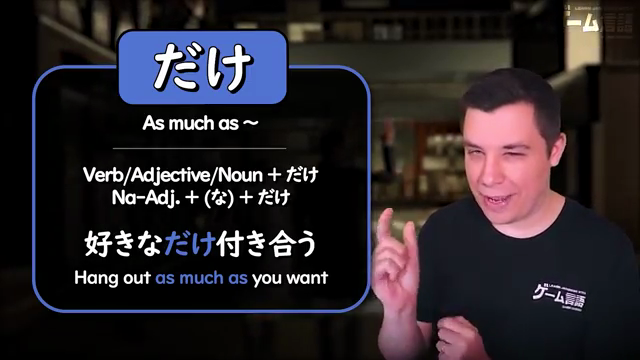 だけ
As much as ～
Verb/Adjective/Noun + だけ
Na-Adj. + (な) + だけ
好きなだけ付き合う
Hang out as much as you want
ゲーム言語
ーム言語